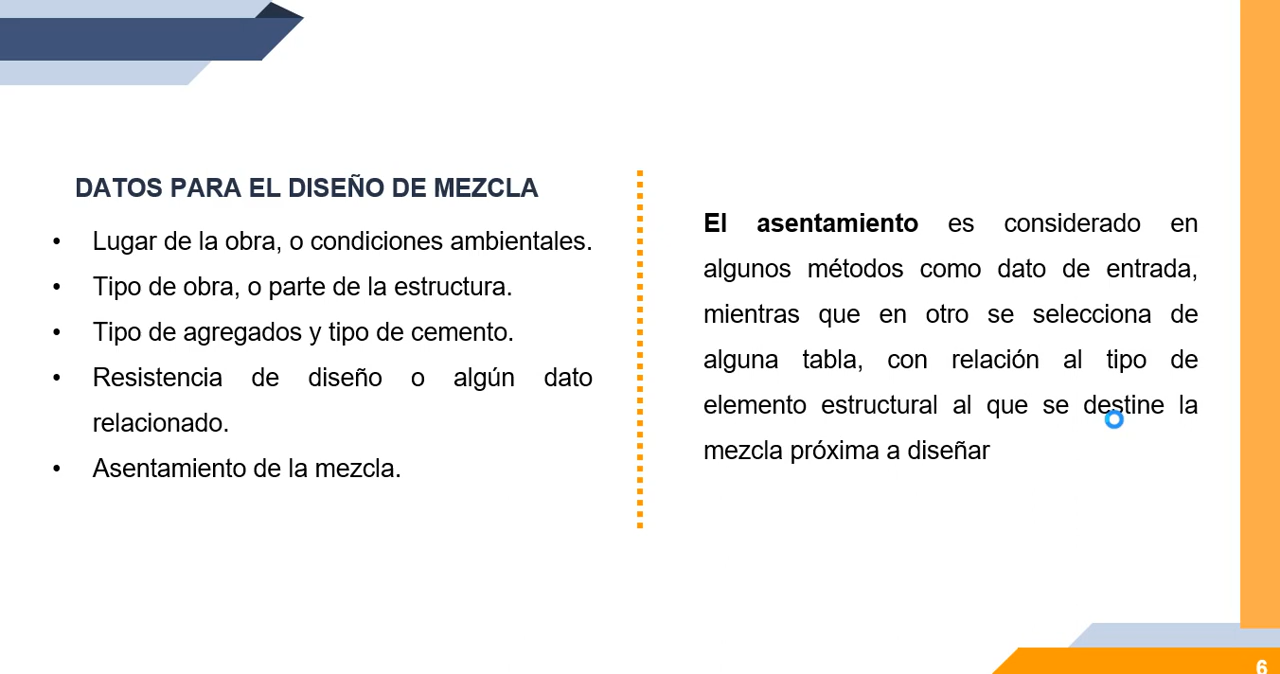 DATOS PARA EL DISEÑO DE MEZCLA
• Lugar de la obra, o condiciones ambientales.
• Tipo de obra, o parte de la estructura.
• Tipo de agregados y tipo de cemento.
• Resistencia de diseño o algún dato
relacionado.
• Asentamiento de la mezcla.
El asentamiento es considerado en
algunos métodos como dato de entrada,
mientras que en otro se selecciona de
alguna tabla, con relación al tipo de
elemento estructural al que se destine la
mezcla próxima a diseñar
6